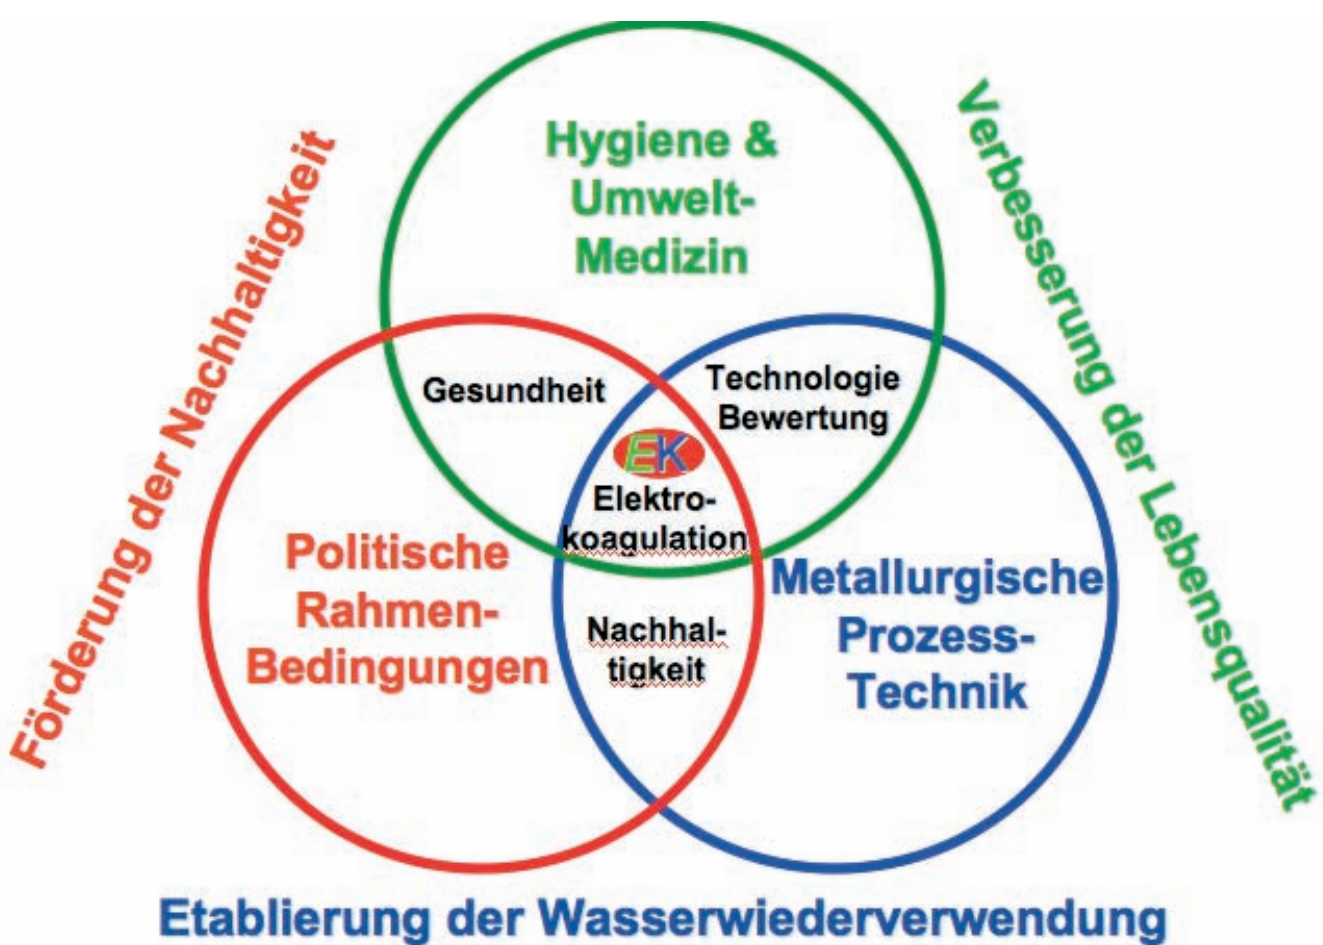 Förderung der Nachhaltigkeit
Verbesserung der Lebensqualität
Hygiene &
Umwelt-
Medizin
Gesundheit
Technologie
Bewertung
EK
Elektro-
koagulation
Politische
Rahmen-
Bedingungen
Metallurgische
Prozess-
Technik
Nachhal-
tigkeit
Etablierung der Wasserwiederverwendung